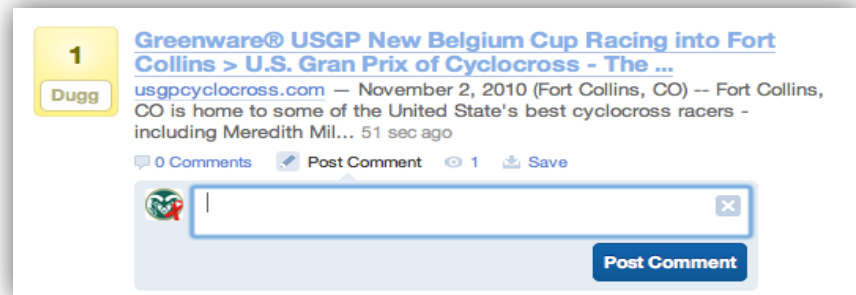 1
Dugg
Greenware® USGP New Belgium Cup Racing into Fort
Collins > U.S. Gran Prix of Cyclocross - The ...
usgpcyclocross.com — November 2, 2010 (Fort Collins, CO) -- Fort Collins,
CO is home to some of the United State's best cyclocross racers -
including Meredith Mil... 51 sec ago
0 Comments Post Comment 1 Save
Post Comment